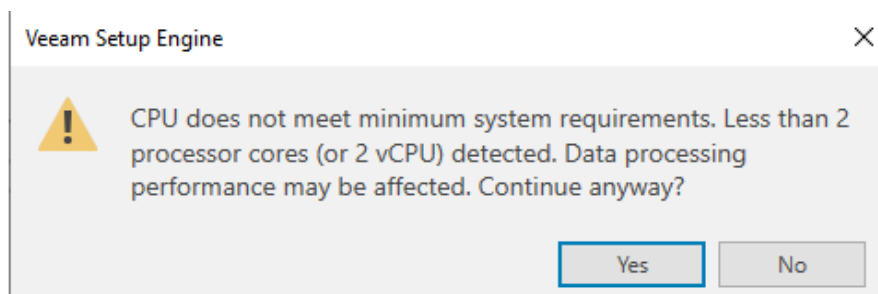 Veeam Setup Engine
CPU does not meet minimum system requirements. Less than 2
processor cores (or 2 vCPU) detected. Data processing
performance may be affected. Continue anyway?
Yes No